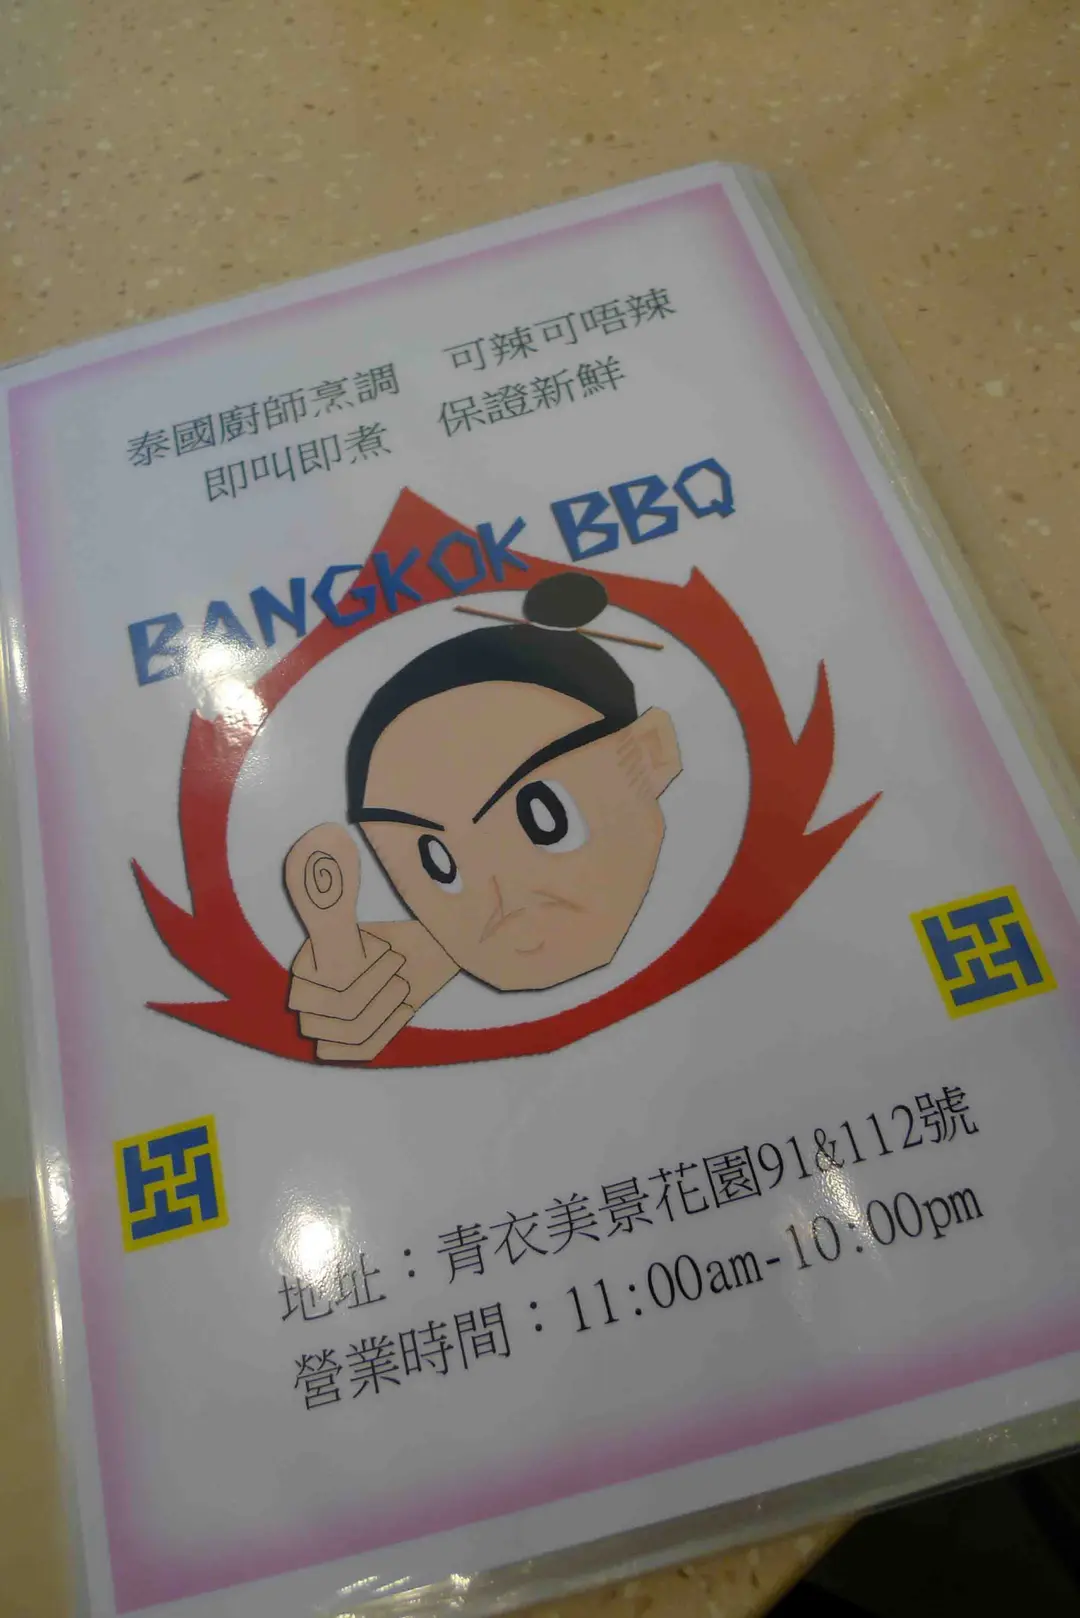 泰國廚師烹調 可辣可唔辣
即叫即煮 保證新鮮
BANGKOK BBQ
地址：青衣美景花園91&112號
營業時間：11:00am-10:00pm